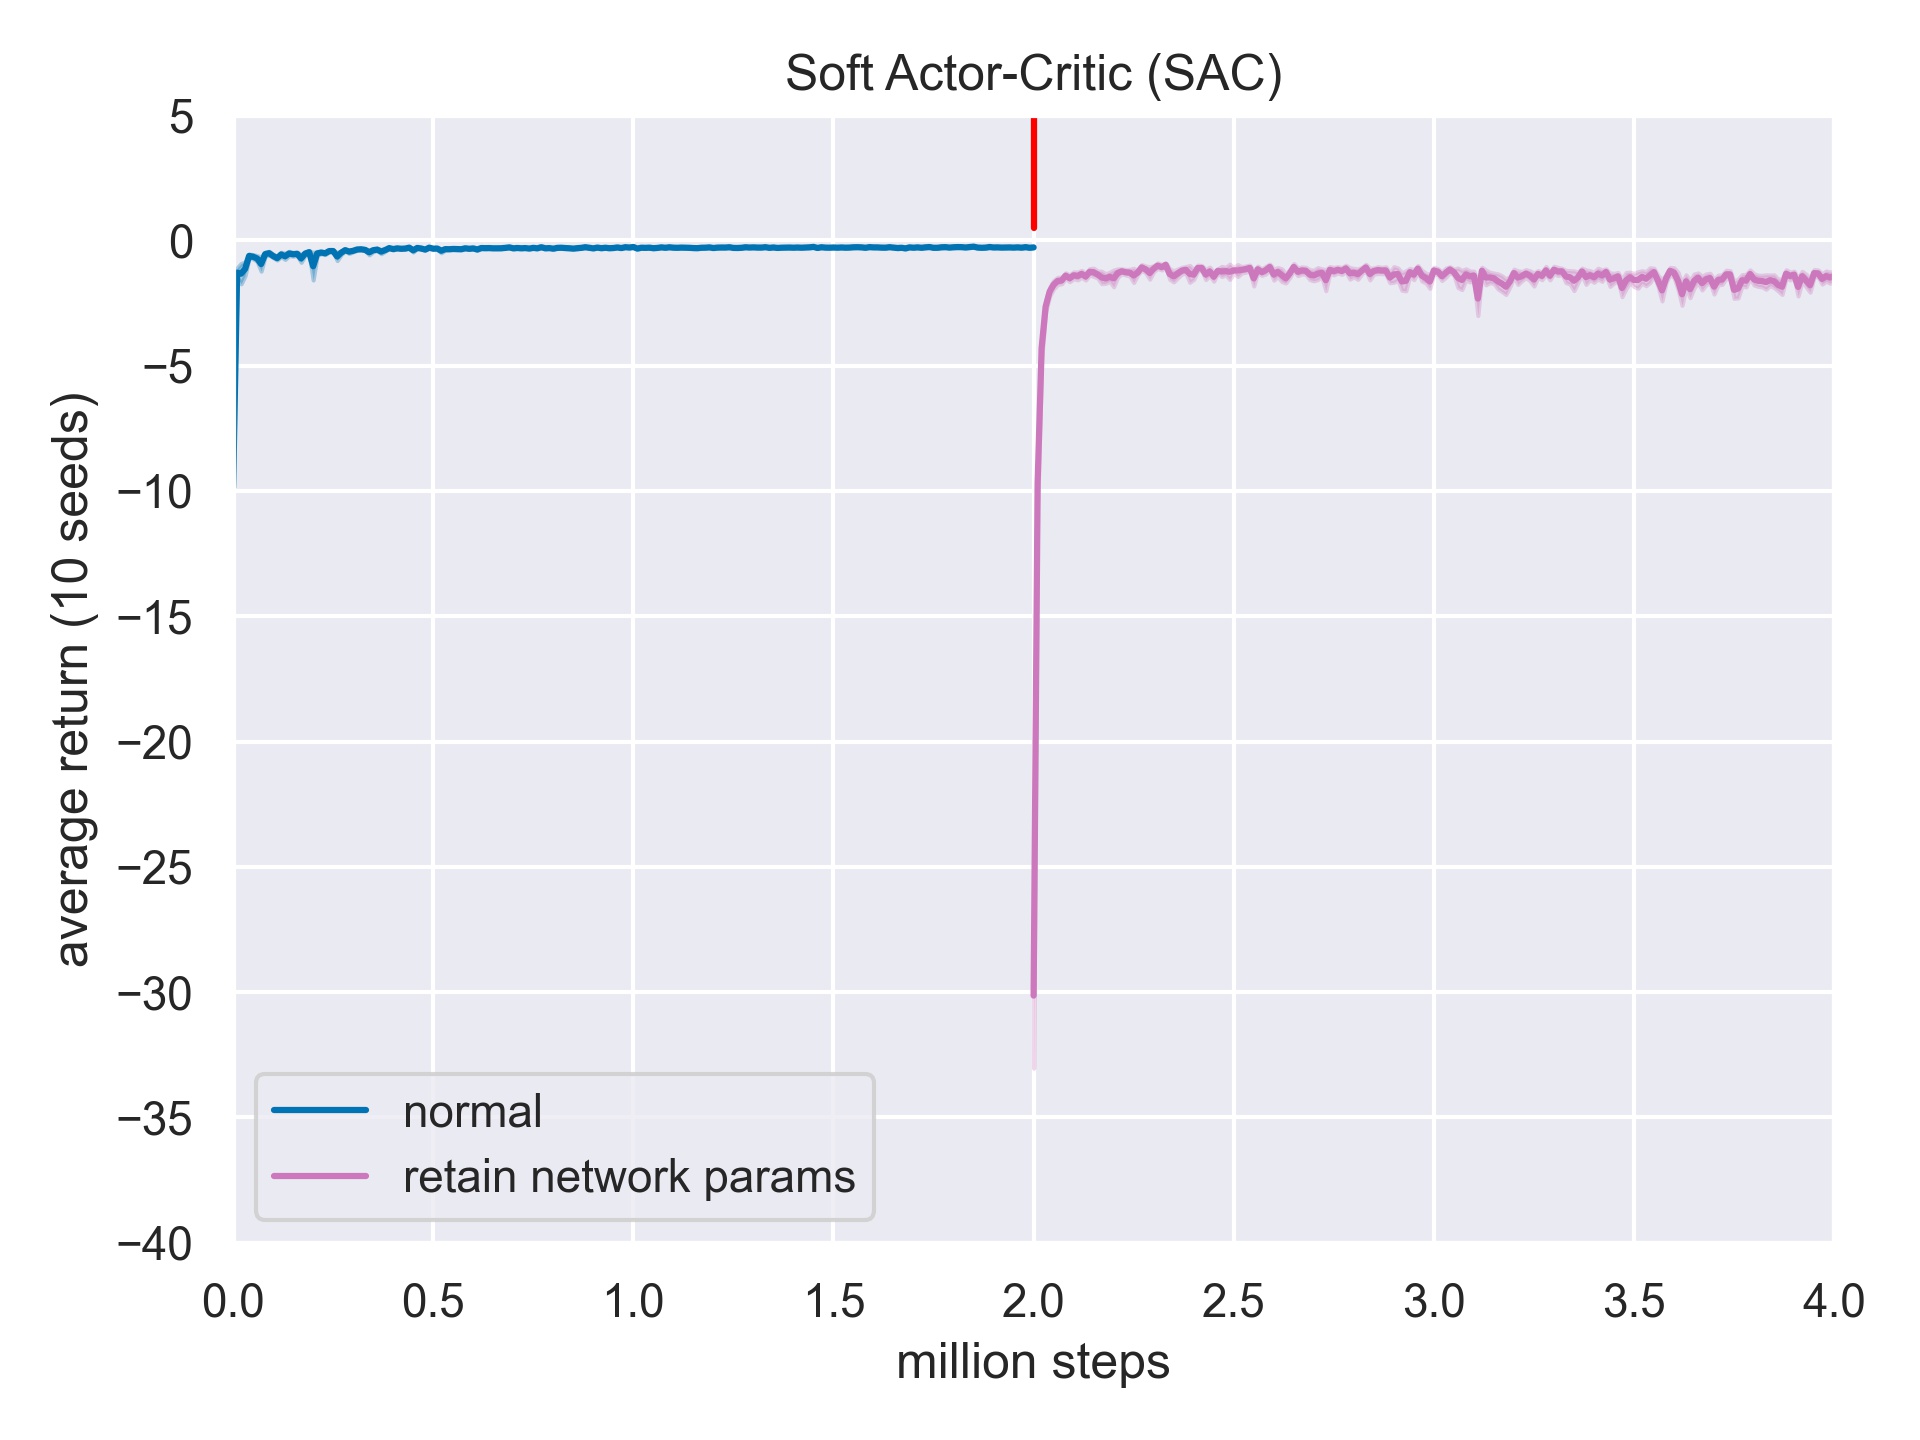 Soft Actor-Critic (SAC)
5
0
−5
−10
−15
−20
−25
−30
−35
−40
average return (10 seeds)
normal
retain network params
0.0 0.5 1.0 1.5 2.0 2.5 3.0 3.5 4.0
million steps